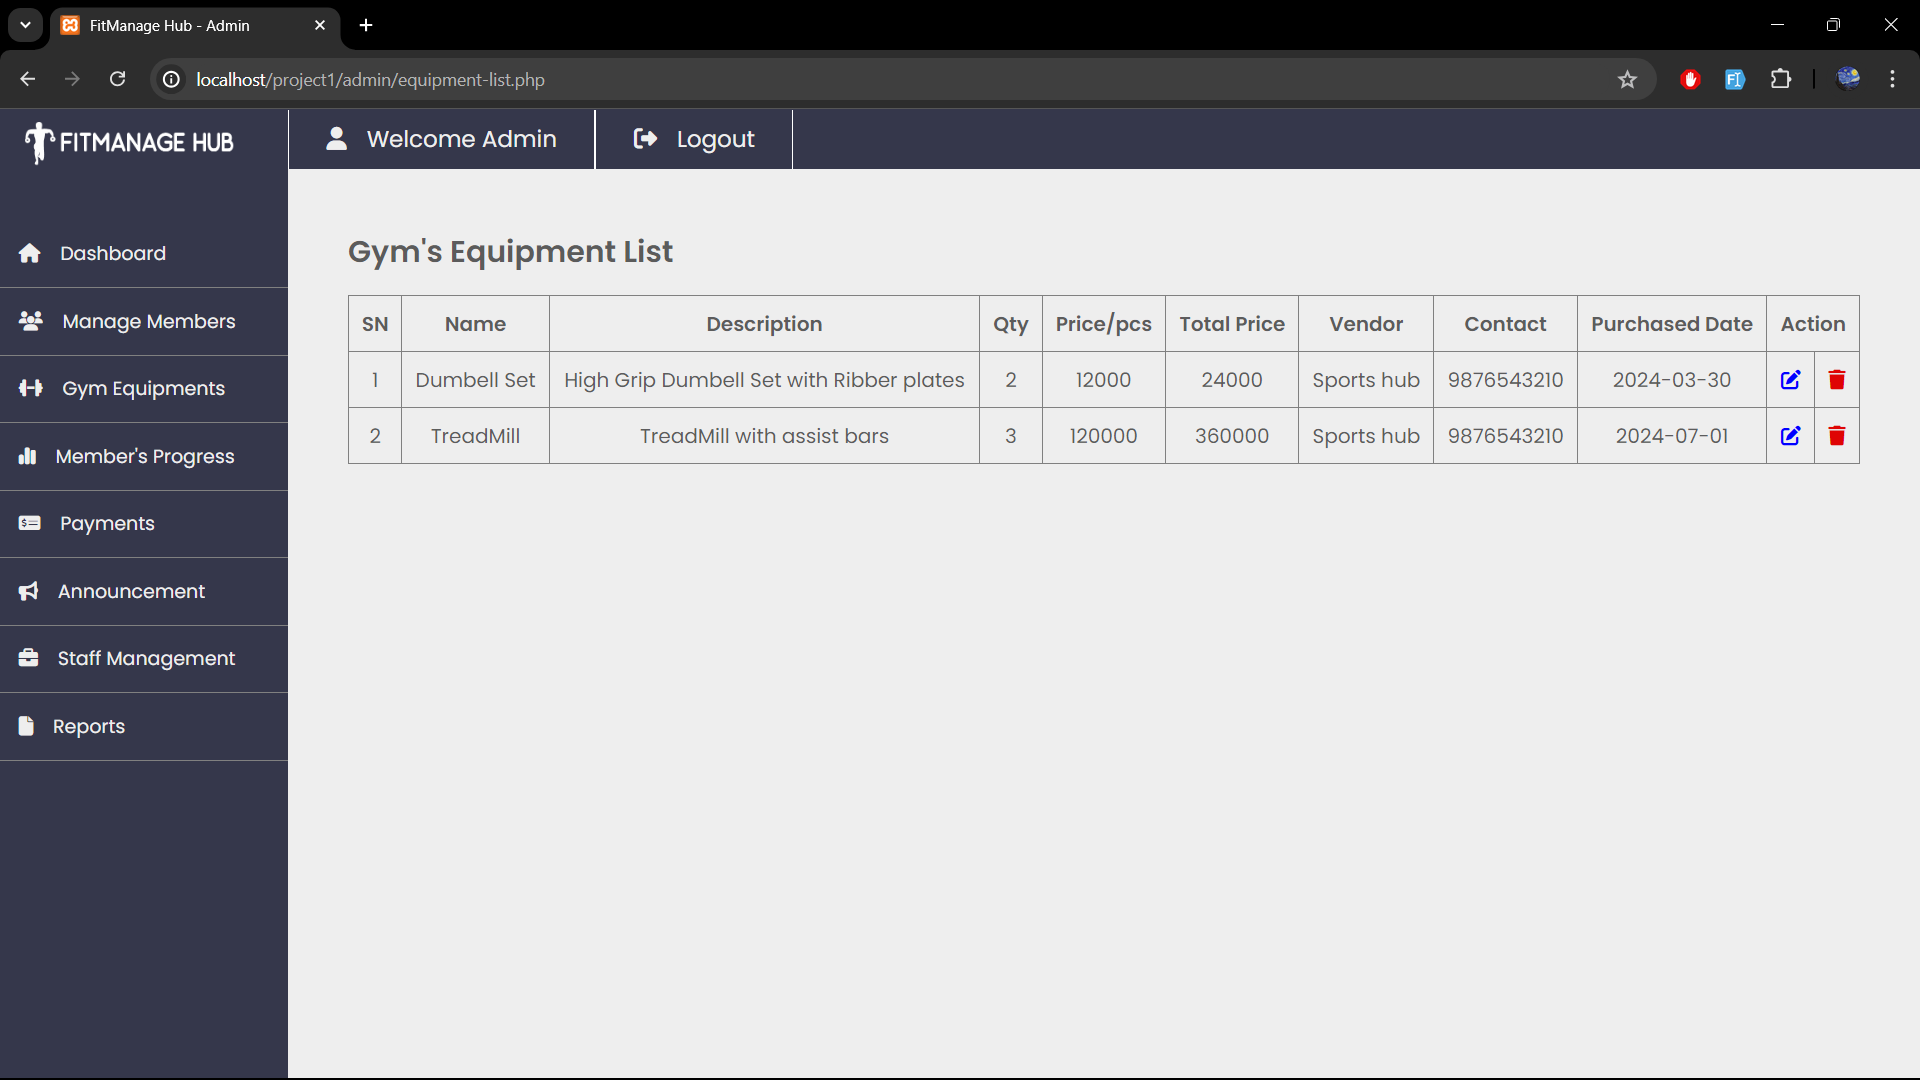 FitManage Hub - Admin
localhost/project1/admin/equipment-list.php
FITMANAGE HUB
Welcome Admin
Logout
Dashboard
Manage Members
Gym Equipments
Member's Progress
Payments
Announcement
Staff Management
Reports
Gym's Equipment List
SN Name Description Qty Price/pcs Total Price Vendor Contact Purchased Date Action
1 Dumbell Set High Grip Dumbell Set with Ribber plates 2 12000 24000 Sports hub 9876543210 2024-03-30
2 TreadMill TreadMill with assist bars 3 120000 360000 Sports hub 9876543210 2024-07-01